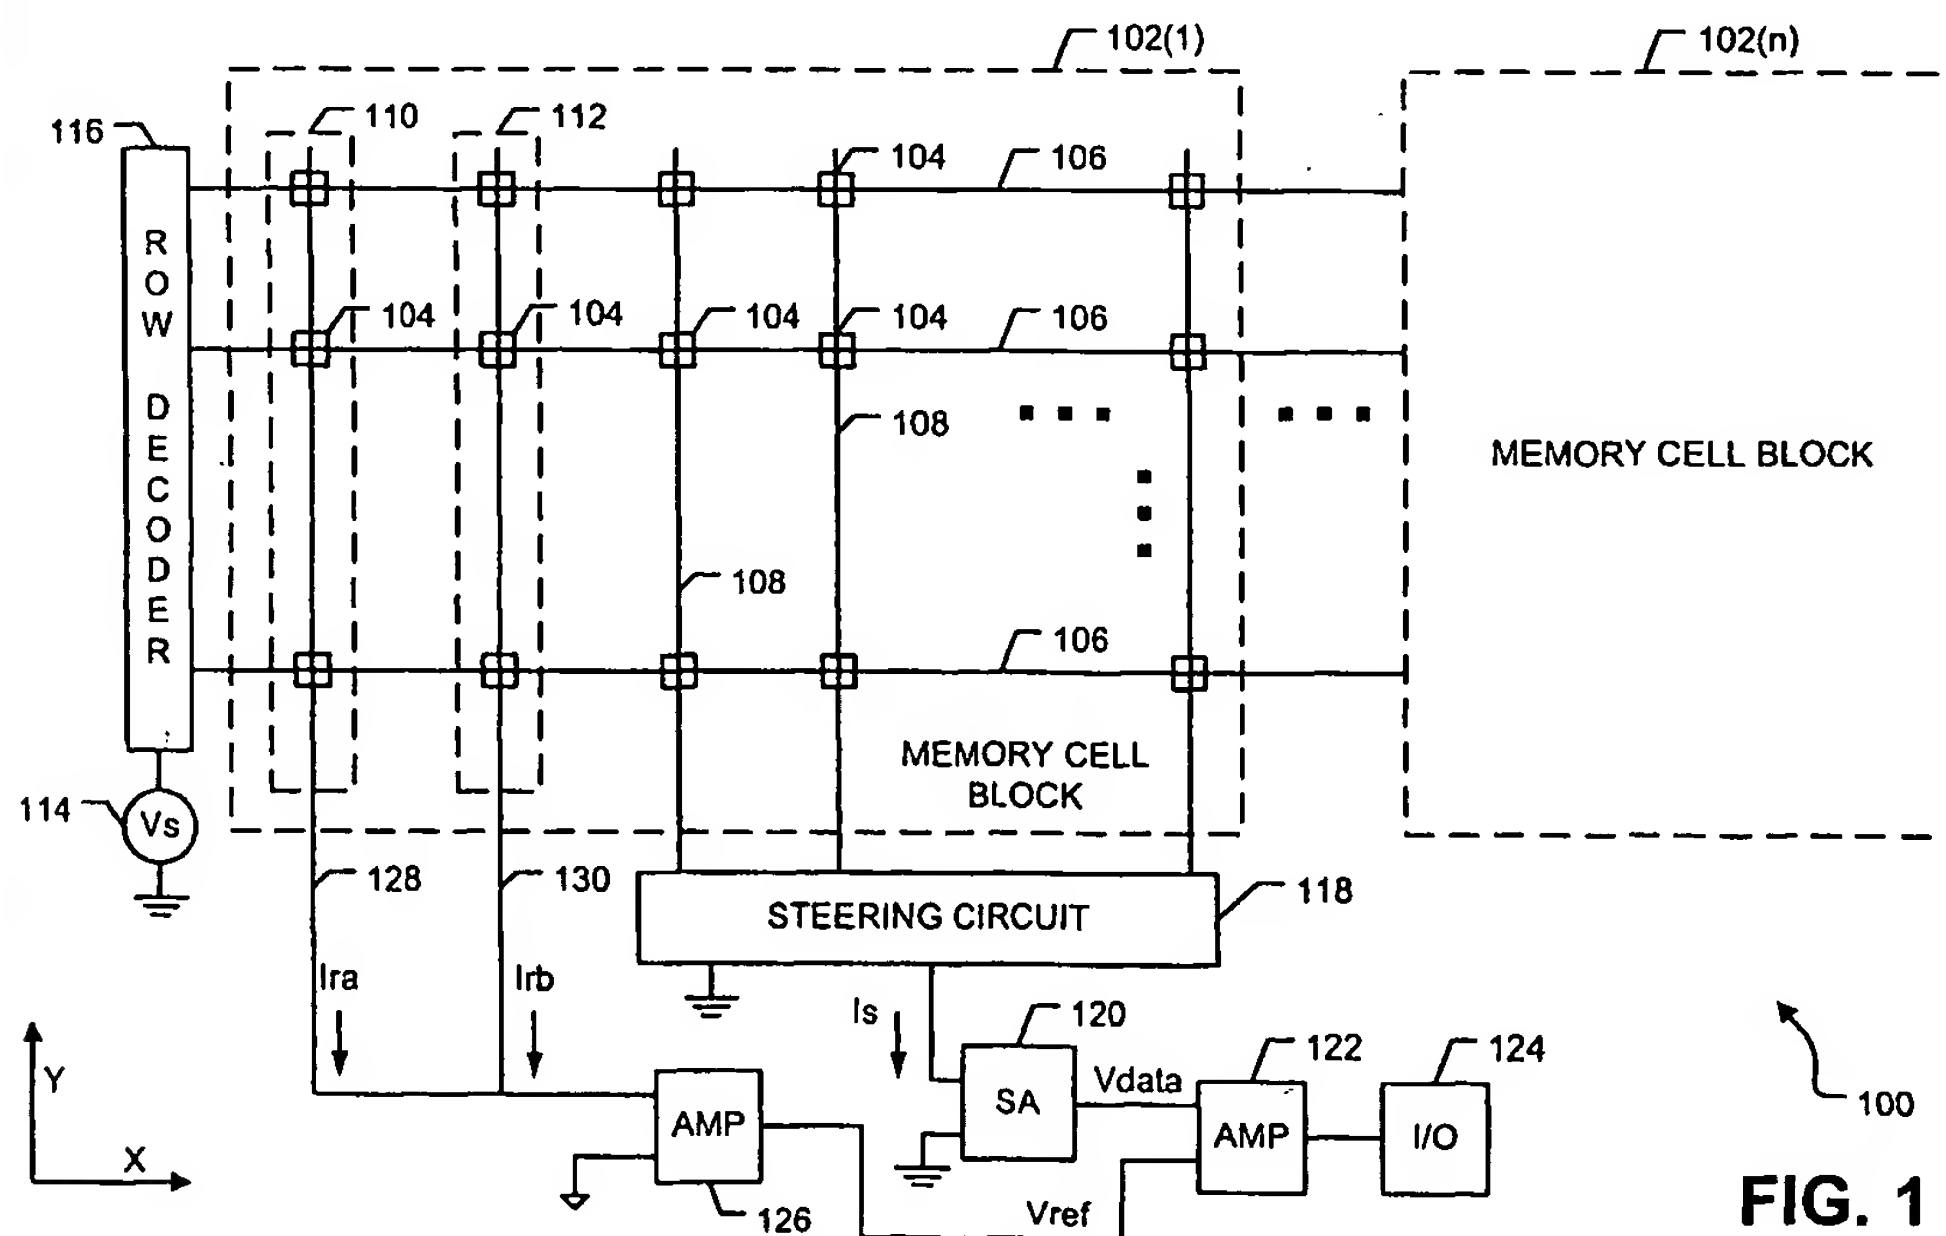 102(1)
102(n)
110
112
116
104
106
ROW DECODER
104
104
104
104
106
108
MEMORY CELL BLOCK
108
106
MEMORY CELL
BLOCK
114
Vs
128
130
118
STEERING CIRCUIT
Ira
Irb
Is
120
122
124
Y
Vdata
SA
100
AMP
AMP
I/O
X
126
Vref
FIG. 1